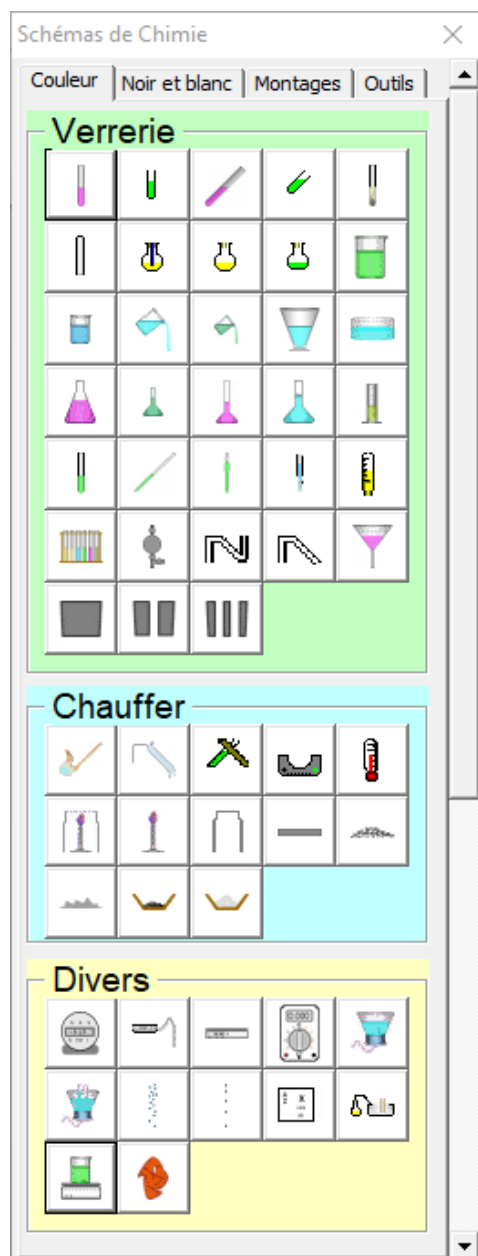 Schémas de Chimie
Couleur
Noir et blanc
Montages
Outils
Verrerie
Chauffer
Divers